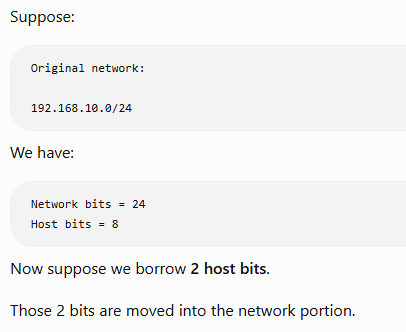 Suppose:
Original network:
192.168.10.0/24
We have:
Network bits = 24
Host bits = 8
Now suppose we borrow 2 host bits.
Those 2 bits are moved into the network portion.